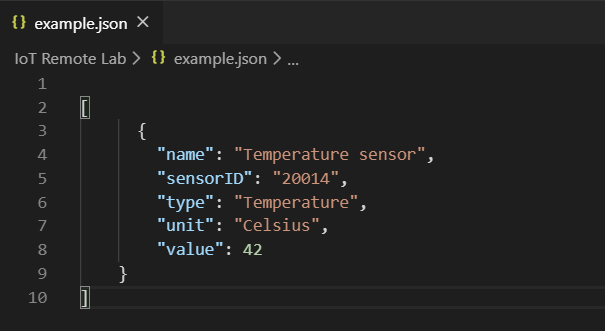 {} example.json ×
IoT Remote Lab > {} example.json > ...
1
2 [
3 {
4 "name": "Temperature sensor",
5 "sensorID": "20014",
6 "type": "Temperature",
7 "unit": "Celsius",
8 "value": 42
9 }
10 ]